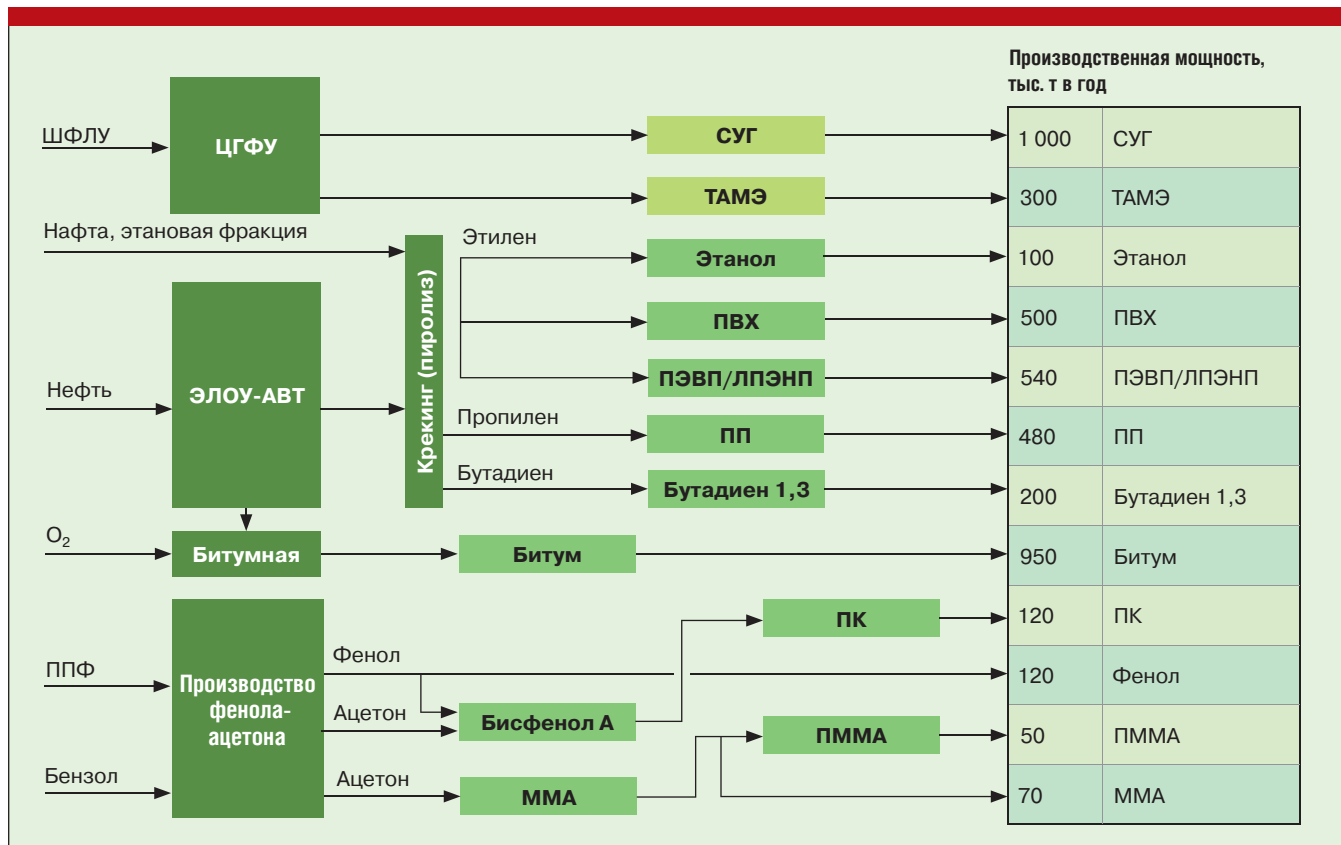 Производственная мощность,
тыс. т в год
ШФЛУ
ЦГФУ
СУГ
1 000 СУГ
ТАМЭ
300 ТАМЭ
Нафта, этановая фракция
Крекинг (пиролиз)
Этилен
Этанол
100 Этанол
ПВХ
500 ПВХ
Нефть
ЭЛОУ-АВТ
ПЭВП/ЛПЭНП
540 ПЭВП/ЛПЭНП
Пропилен
ПП
480 ПП
Бутадиен
Бутадиен 1,3
200 Бутадиен 1,3
O₂
Битумная
Битум
950 Битум
ПК
120 ПК
ППФ
Производство
фенола-
ацетона
Фенол
120 Фенол
Ацетон
Бисфенол А
ПММА
50 ПММА
Бензол
Ацетон
ММА
70 ММА